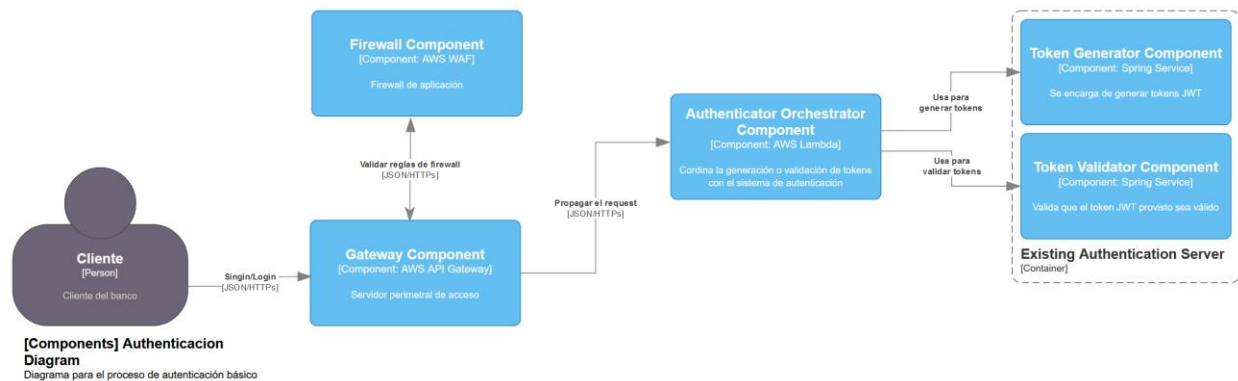 Firewall Component
[Component: AWS WAF]
Firewall de aplicación
Validar reglas de firewall
[JSON/HTTPs]
Cliente
[Person]
Cliente del banco
Singin/Login
[JSON/HTTPs]
Gateway Component
[Component: AWS API Gateway]
Servidor perimetral de acceso
Propagar el request
[JSON/HTTPs]
Authenticator Orchestrator
Component
[Component: AWS Lambda]
Cordina la generación o validación de tokens
con el sistema de autenticación
Usa para
generar tokens
Usa para
validar tokens
Token Generator Component
[Component: Spring Service]
Se encarga de generar tokens JWT
Token Validator Component
[Component: Spring Service]
Valida que el token JWT provisto sea válido
Existing Authentication Server
[Container]
[Components] Authenticacion
Diagram
Diagrama para el proceso de autenticación básico